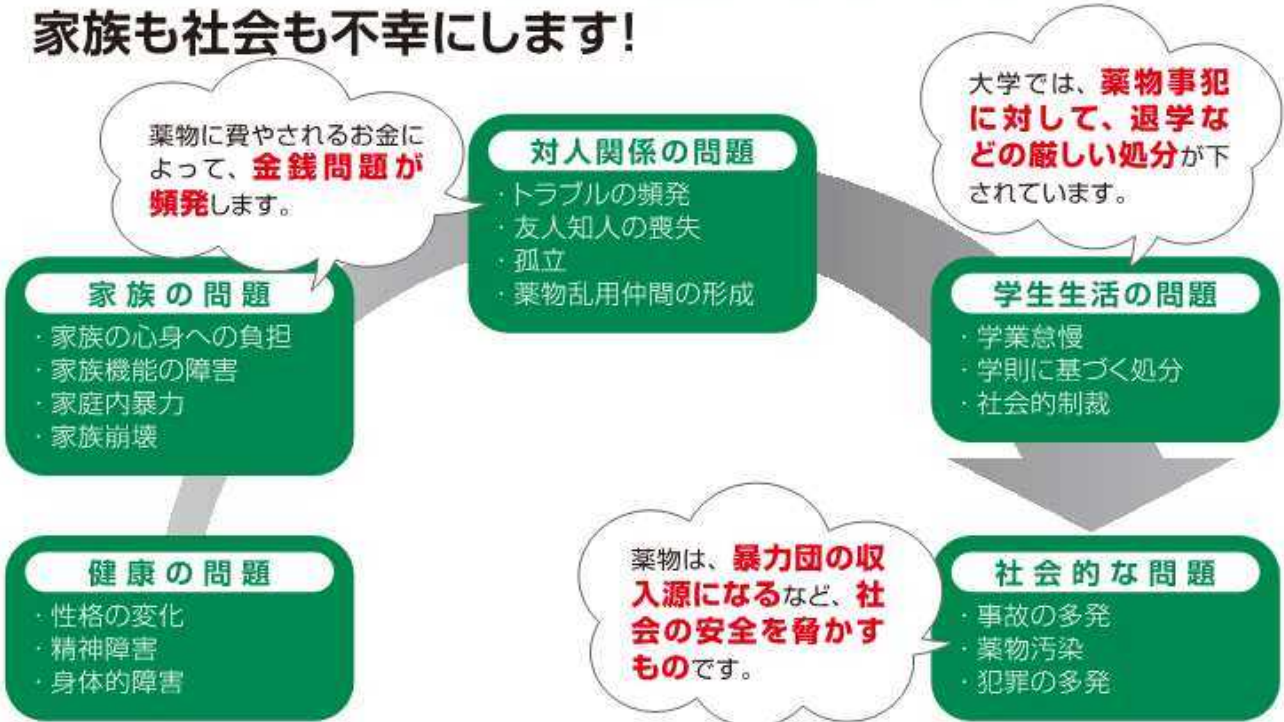 家族も社会も不幸にします!
薬物に費やされるお金に
よって、金銭問題が
頻発します。
対人関係の問題
・トラブルの頻発
・友人知人の喪失
・孤立
・薬物乱用仲間の形成
大学では、薬物事犯
に対して、退学な
どの厳しい処分が下
されています。
家族の問題
・家族の心身への負担
・家族機能の障害
・家庭内暴力
・家族崩壊
学生生活の問題
・学業怠慢
・学則に基づく処分
・社会的制裁
健康の問題
・性格の変化
・精神障害
・身体的障害
薬物は、暴力団の収
入源になるなど、社
会の安全を脅かす
ものです。
社会的な問題
・事故の多発
・薬物汚染
・犯罪の多発